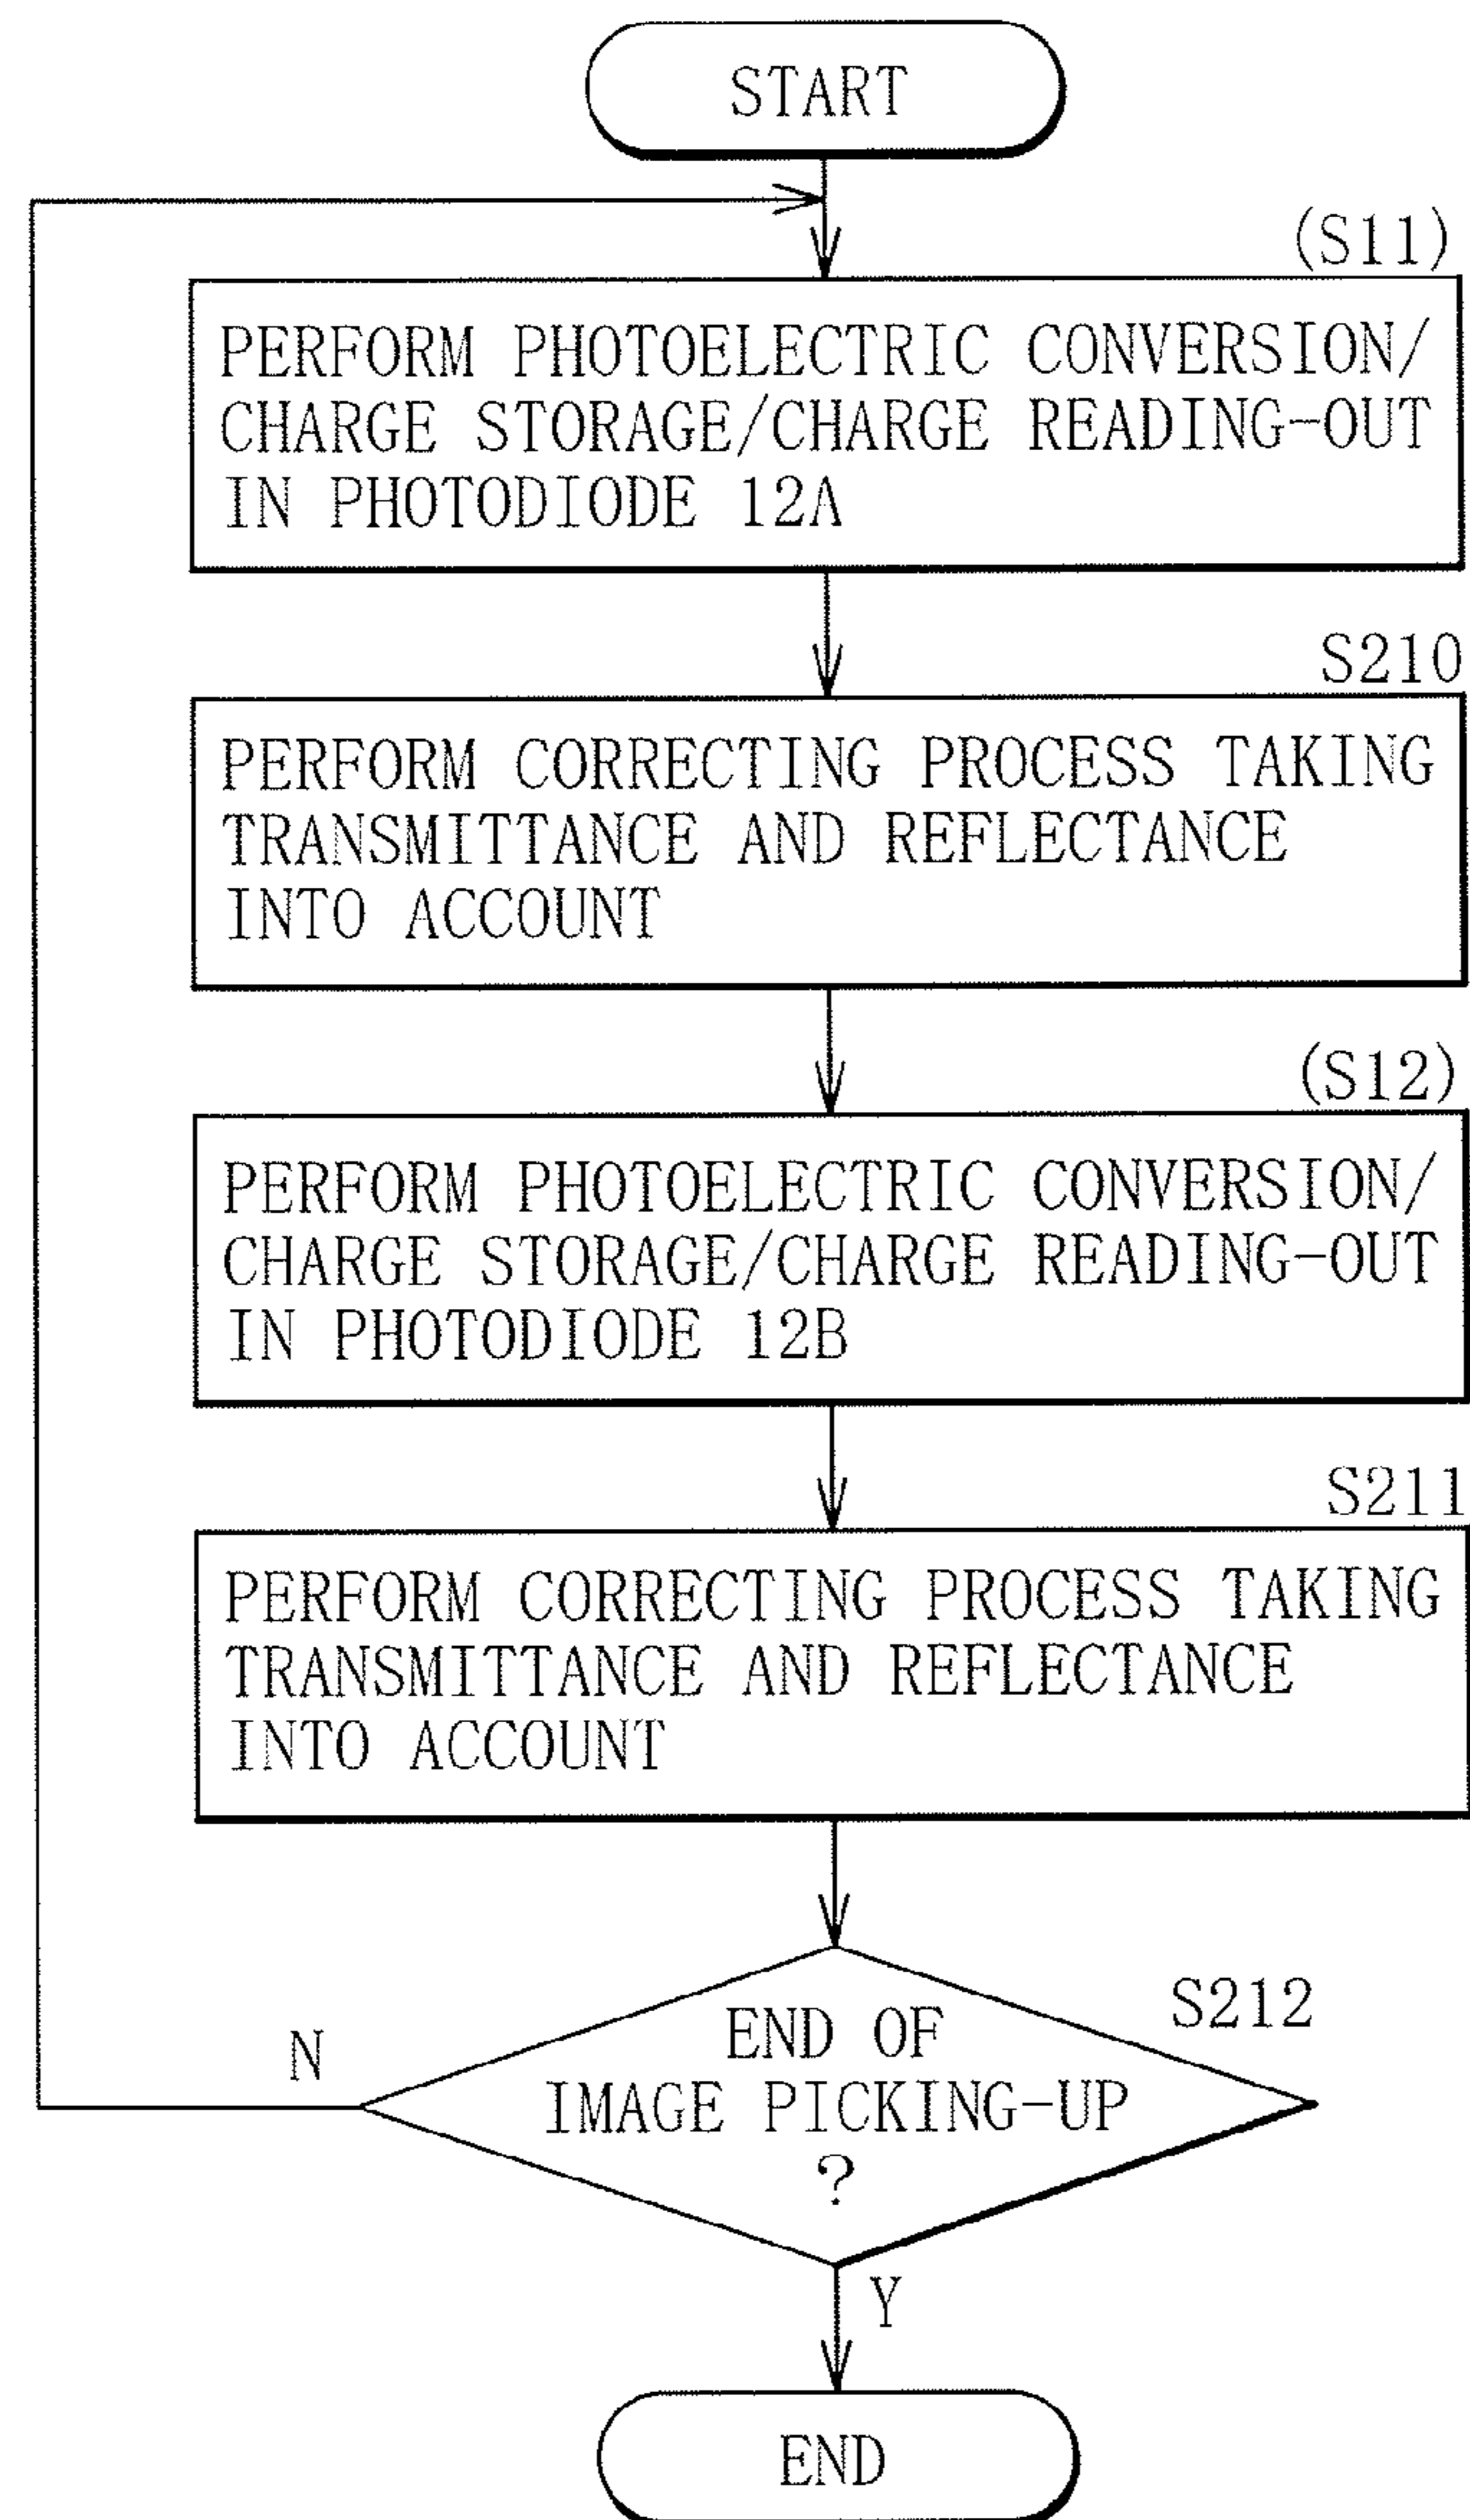 START
(S11)
PERFORM PHOTOELECTRIC CONVERSION/
CHARGE STORAGE/CHARGE READING-OUT
IN PHOTODIODE 12A
S210
PERFORM CORRECTING PROCESS TAKING
TRANSMITTANCE AND REFLECTANCE
INTO ACCOUNT
(S12)
PERFORM PHOTOELECTRIC CONVERSION/
CHARGE STORAGE/CHARGE READING-OUT
IN PHOTODIODE 12B
S211
PERFORM CORRECTING PROCESS TAKING
TRANSMITTANCE AND REFLECTANCE
INTO ACCOUNT
S212
END OF
N
IMAGE PICKING-UP
?
Y
END